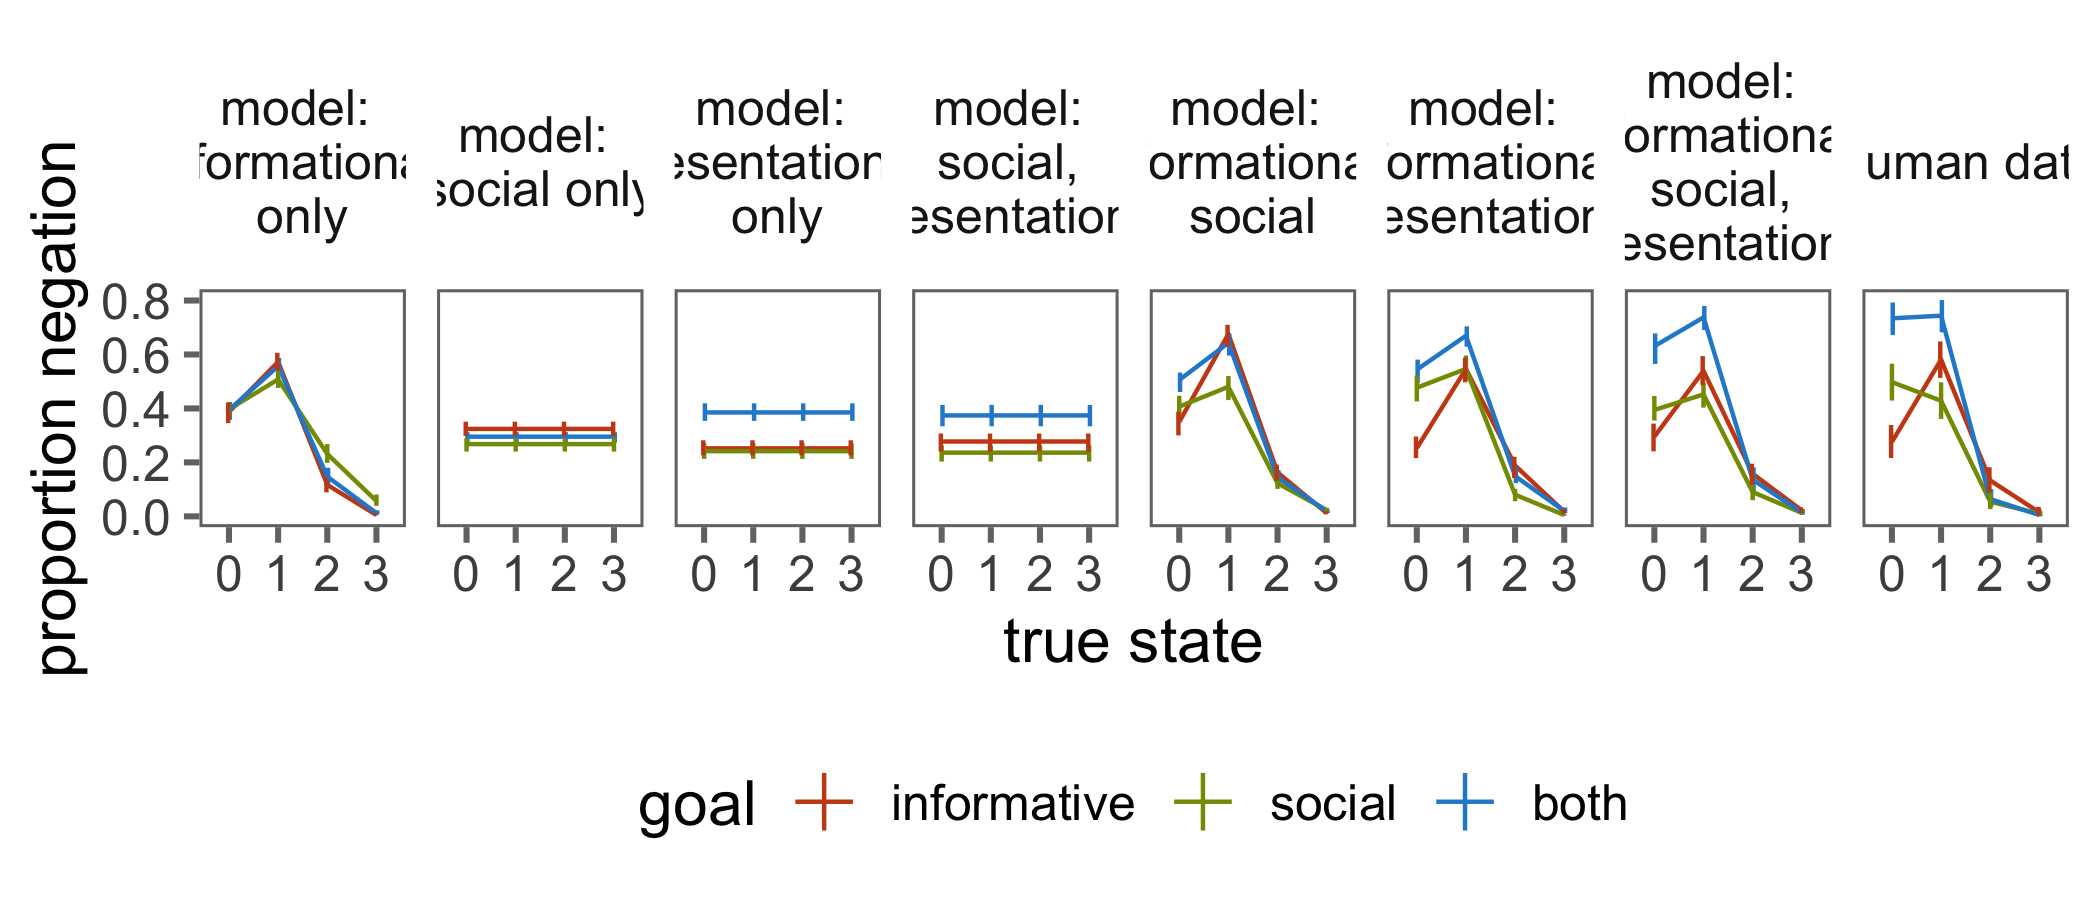 model:
formationa
only
model:
social only
model:
esentation
only
model:
social,
esentation
model:
ormationa
social
model:
ormationa
esentation
model:
ormationa
social,
esentation
uman dat
proportion negation
0.8
0.6
0.4
0.2
0.0
0 1 2 3
0 1 2 3
0 1 2 3
0 1 2 3
0 1 2 3
0 1 2 3
0 1 2 3
0 1 2 3
true state
goal informative social both